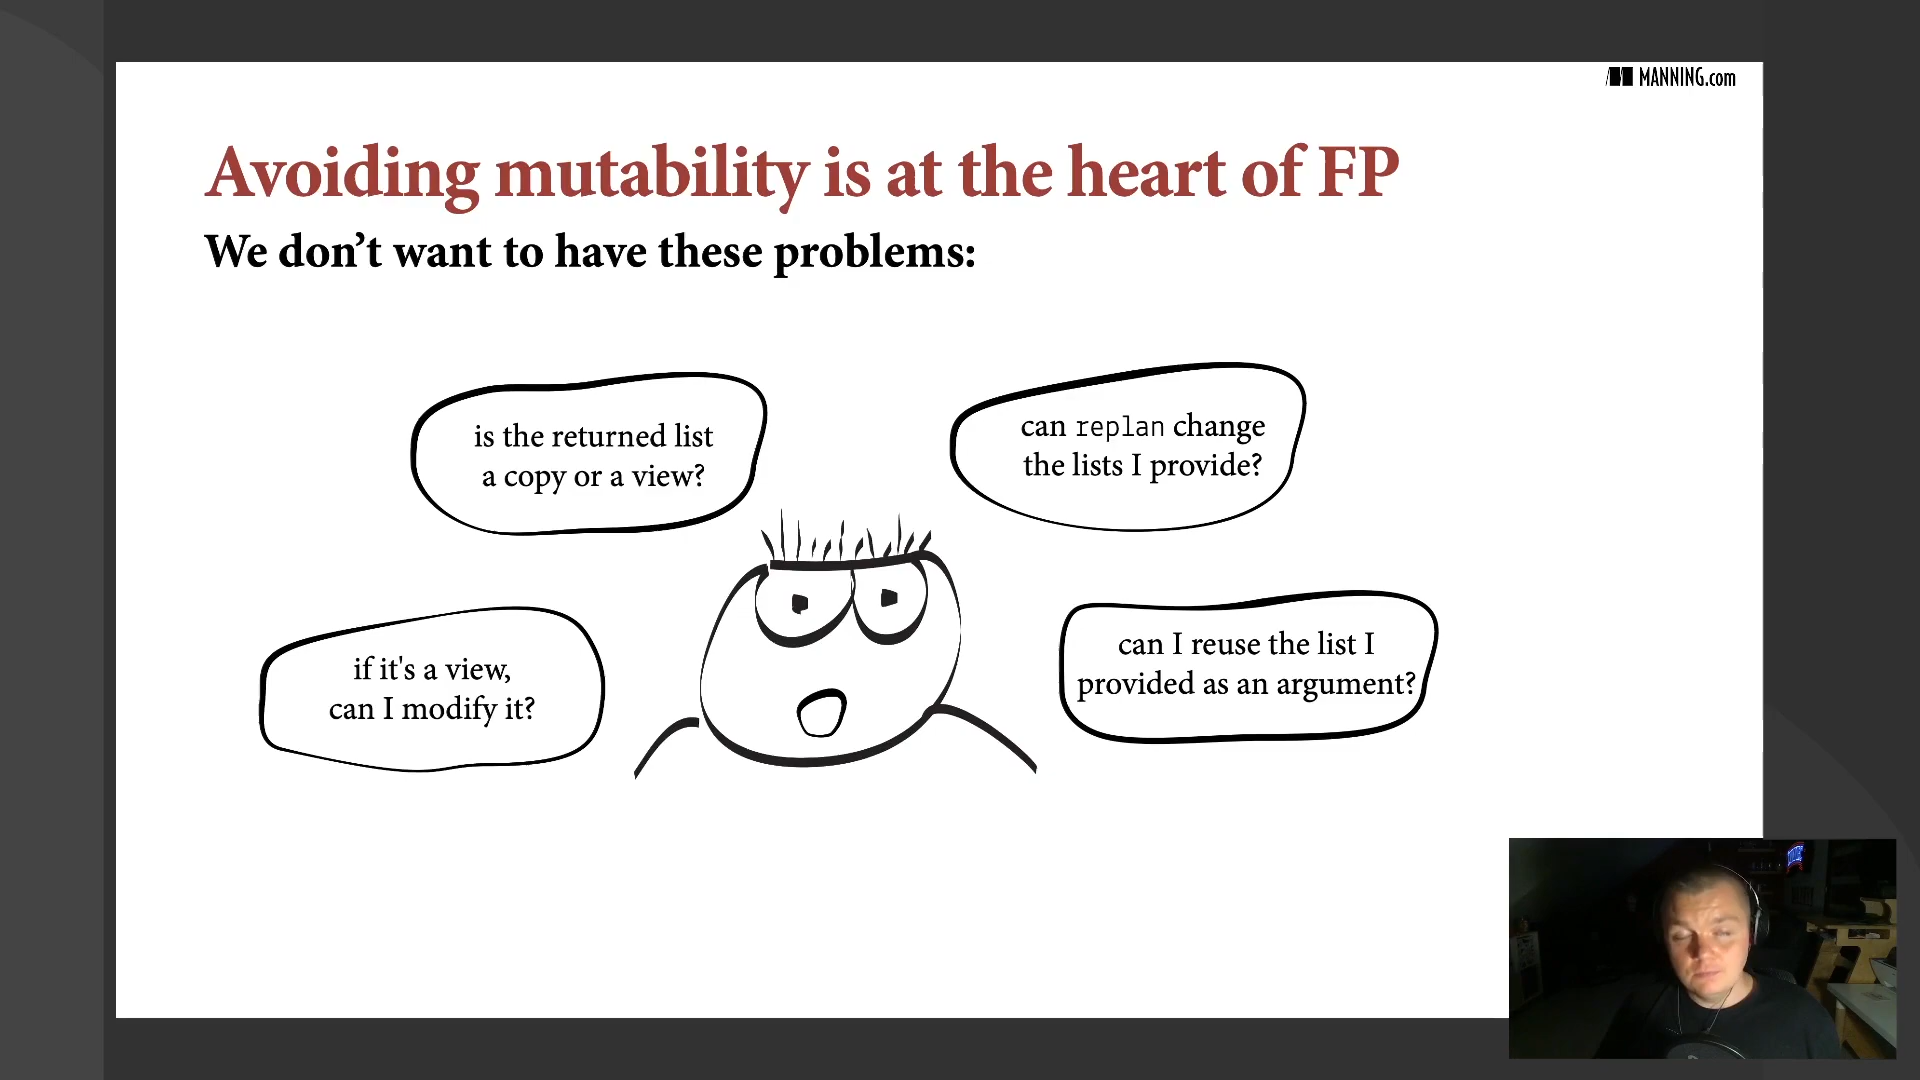 MANNING.com
Avoiding mutability is at the heart of FP
We don’t want to have these problems:
is the returned list
a copy or a view?
can replan change
the lists I provide?
if it's a view,
can I modify it?
can I reuse the list I
provided as an argument?